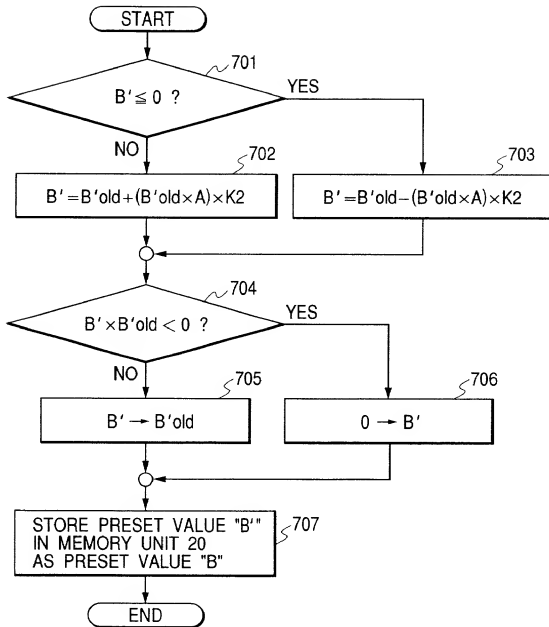 START
701
B'≦0 ?
YES
NO
702
703
B'=B'old+(B'old×A)×K2
B'=B'old−(B'old×A)×K2
704
B'×B'old<0 ?
YES
NO
705
706
B' → B'old
0 → B'
STORE PRESET VALUE "B'"
IN MEMORY UNIT 20
AS PRESET VALUE "B"
707
END